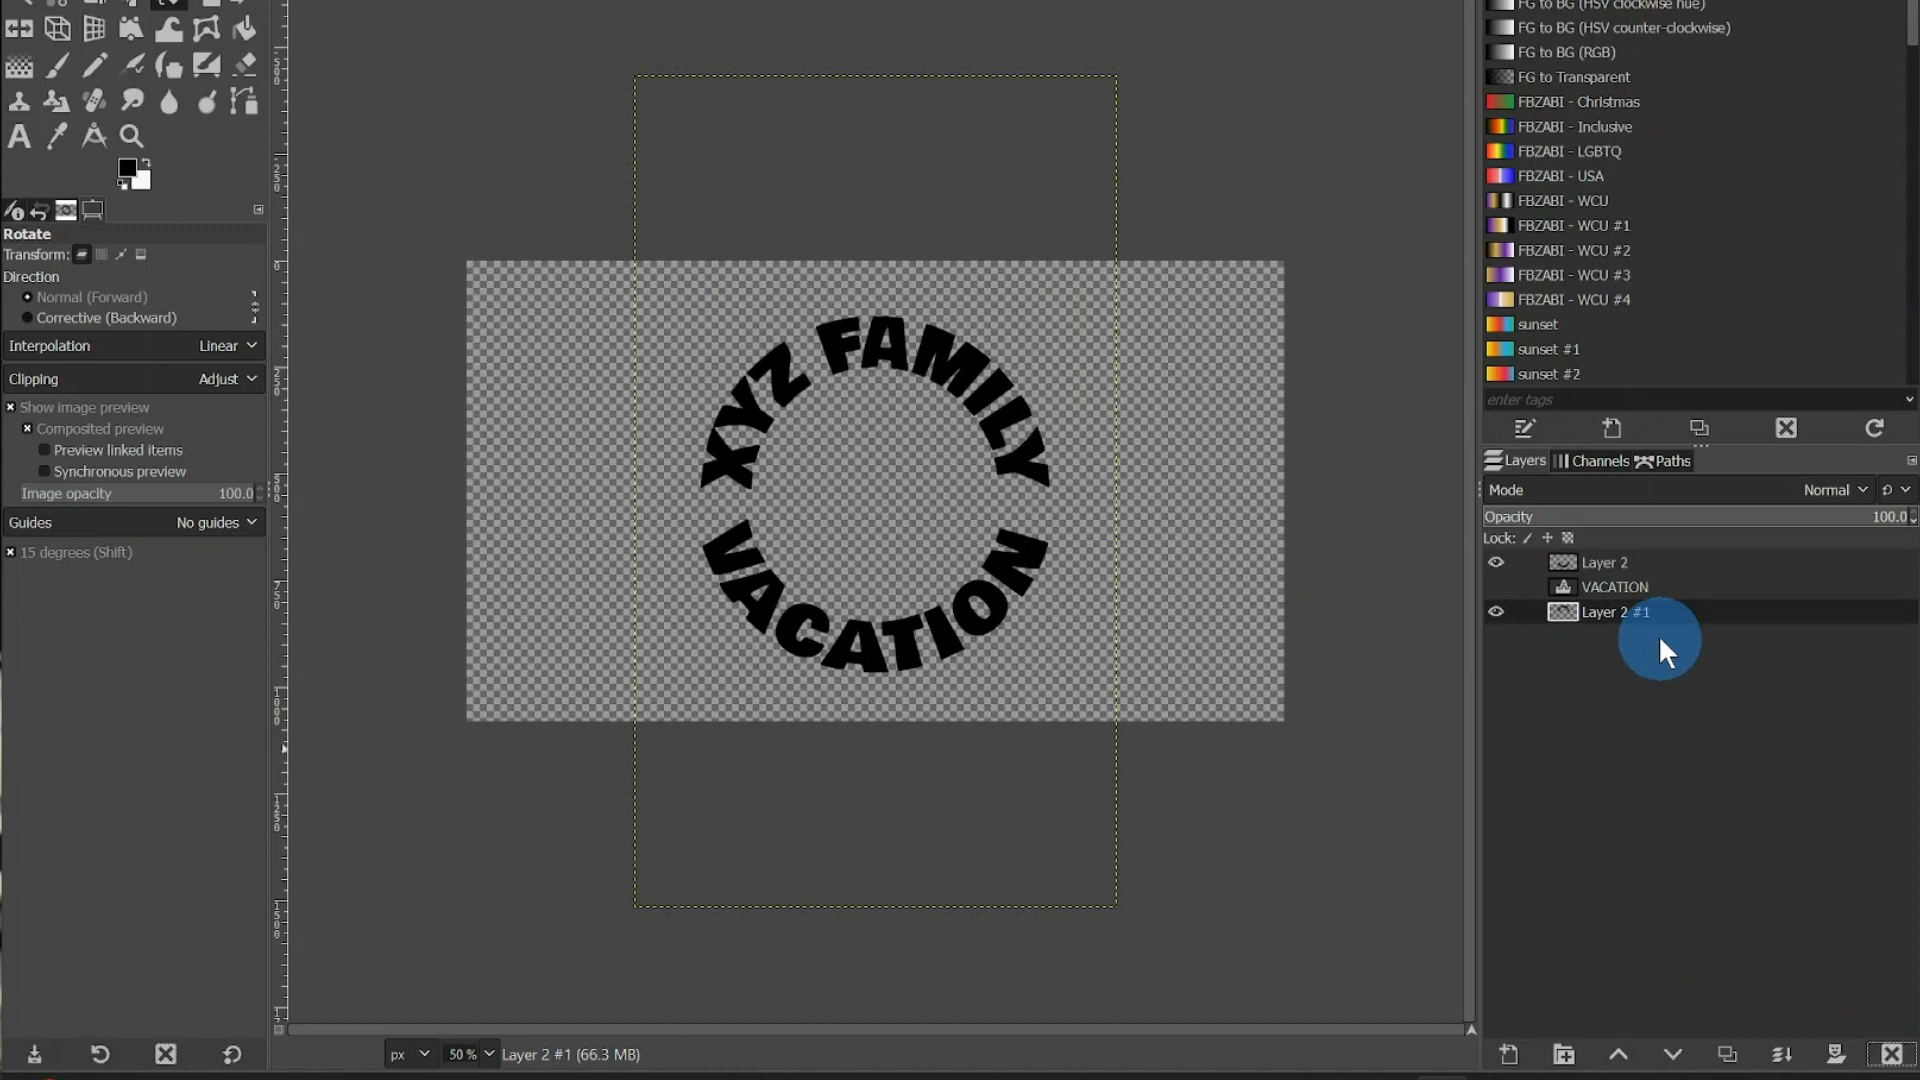 Rotate
Transform:
Direction
Normal (Forward)
Corrective (Backward)
Interpolation Linear
Clipping Adjust
Show image preview
Composited preview
Preview linked items
Synchronous preview
Image opacity 100.0
Guides No guides
15 degrees (Shift)
XYZ FAMILY
VACATION
px 50 % Layer 2 #1 (66.3 MB)
FG to BG (HSV clockwise hue)
FG to BG (HSV counter-clockwise)
FG to BG (RGB)
FG to Transparent
FBZABI - Christmas
FBZABI - Inclusive
FBZABI - LGBTQ
FBZABI - USA
FBZABI - WCU
FBZABI - WCU #1
FBZABI - WCU #2
FBZABI - WCU #3
FBZABI - WCU #4
sunset
sunset #1
sunset #2
enter tags
Layers Channels Paths
Mode Normal
Opacity 100.0
Lock:
Layer 2
VACATION
Layer 2 #1